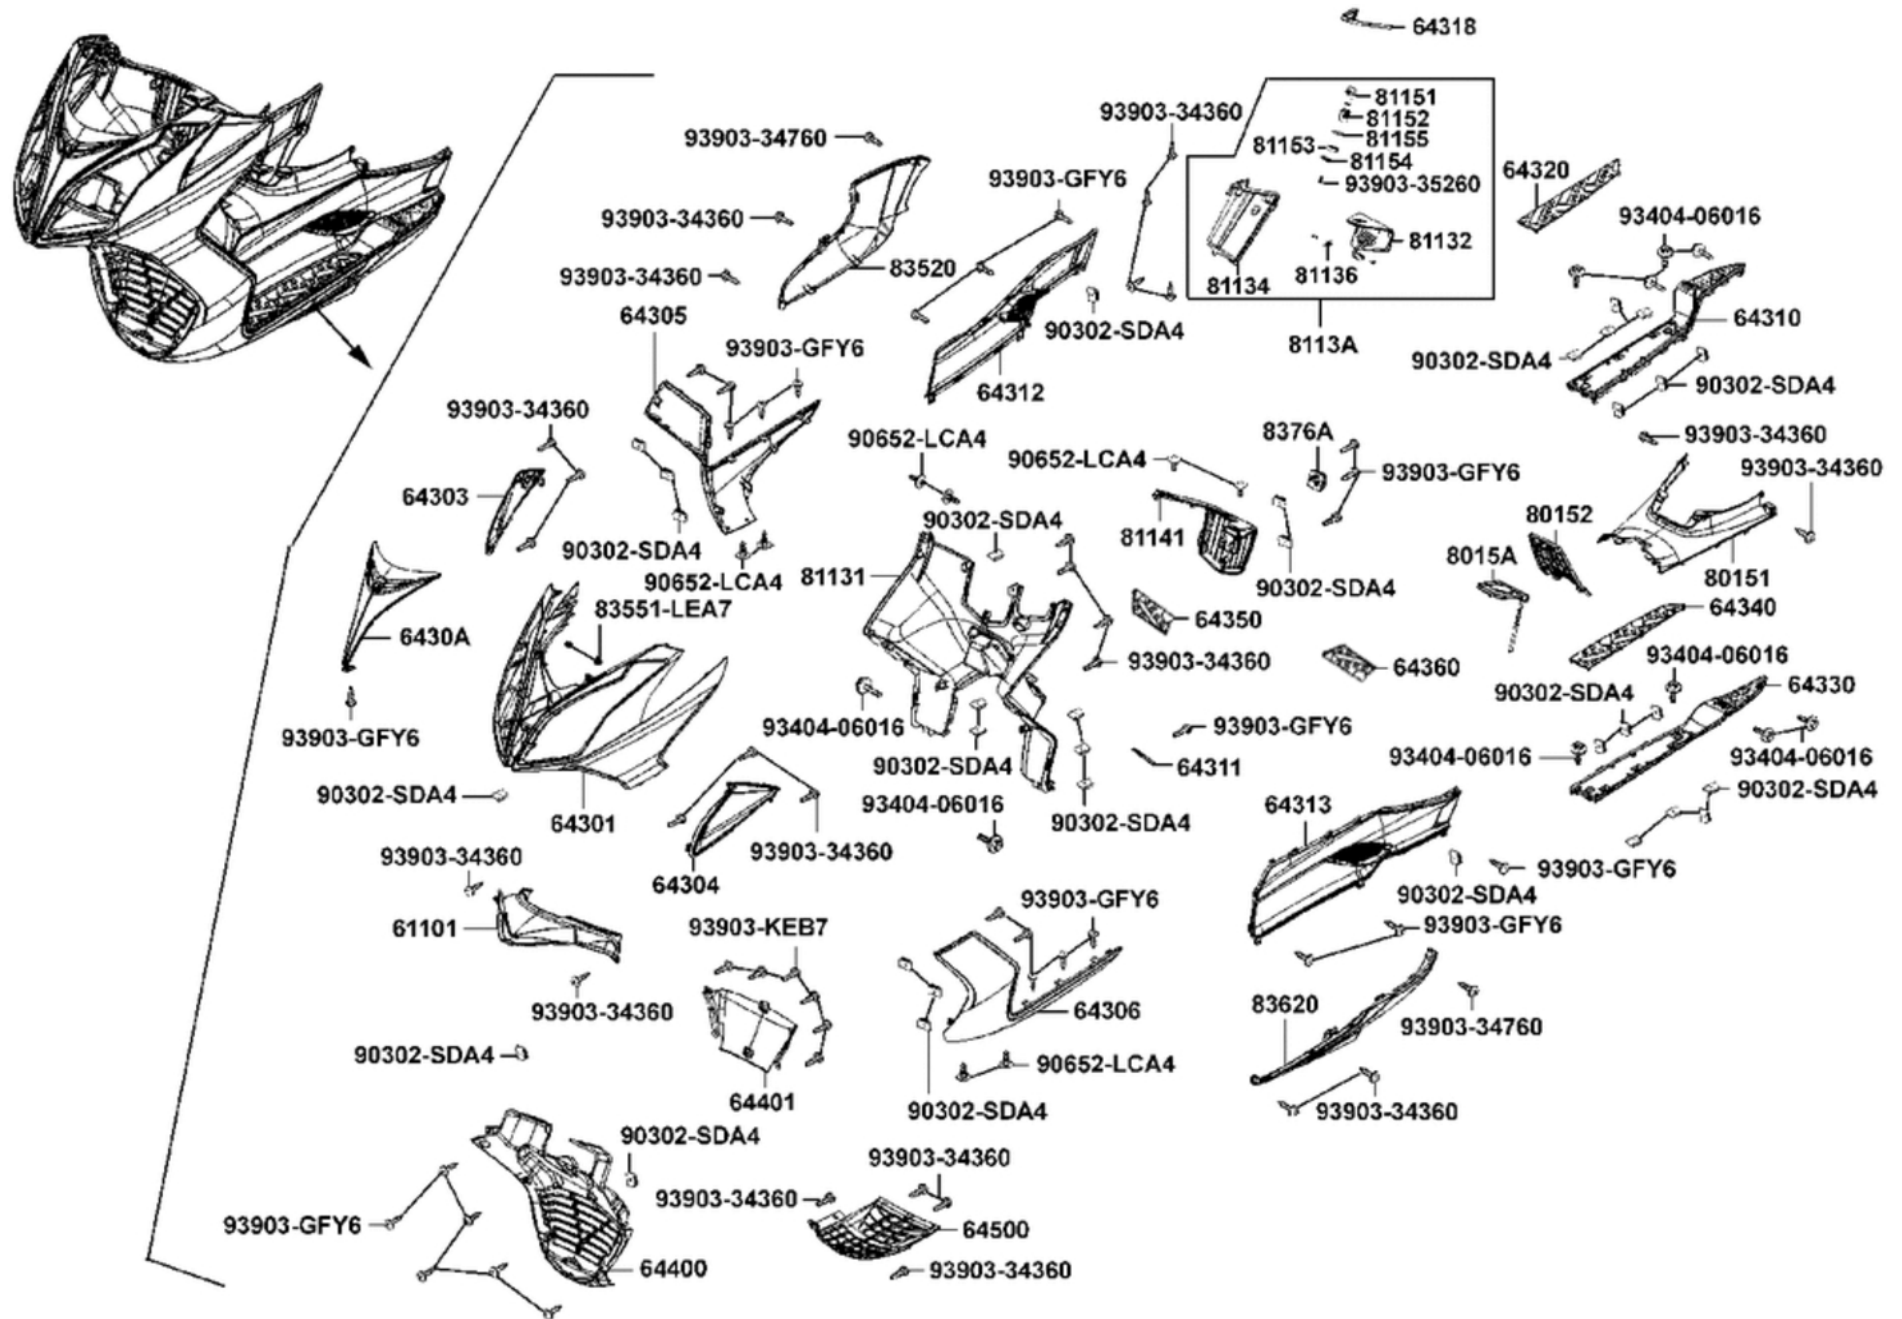 64318
81151
93903-34360
81152
93903-34760
81155
81153
81154
64320
93903-GFY6
93903-35260
93404-06016
93903-34360
81132
83520
93903-34360
81136
81134
64305
64310
90302-SDA4
8113A
93903-GFY6
90302-SDA4
90302-SDA4
64312
93903-34360
8376A
93903-34360
90652-LCA4
90652-LCA4
93903-34360
93903-GFY6
64303
80152
90302-SDA4
81141
90302-SDA4
8015A
81131
90652-LCA4
90302-SDA4
80151
83551-LEA7
64340
64350
6430A
93903-34360
93404-06016
64360
64330
90302-SDA4
93404-06016
93903-GFY6
93903-GFY6
93404-06016
93404-06016
90302-SDA4
64311
90302-SDA4
90302-SDA4
93404-06016
64313
64301
90302-SDA4
93903-34360
93903-34360
93903-GFY6
64304
90302-SDA4
93903-GFY6
61101
93903-KEB7
93903-GFY6
83620
93903-34360
64306
93903-34760
90302-SDA4
90652-LCA4
64401
90302-SDA4
93903-34360
90302-SDA4
93903-34360
93903-34360
93903-GFY6
64500
64400
93903-34360